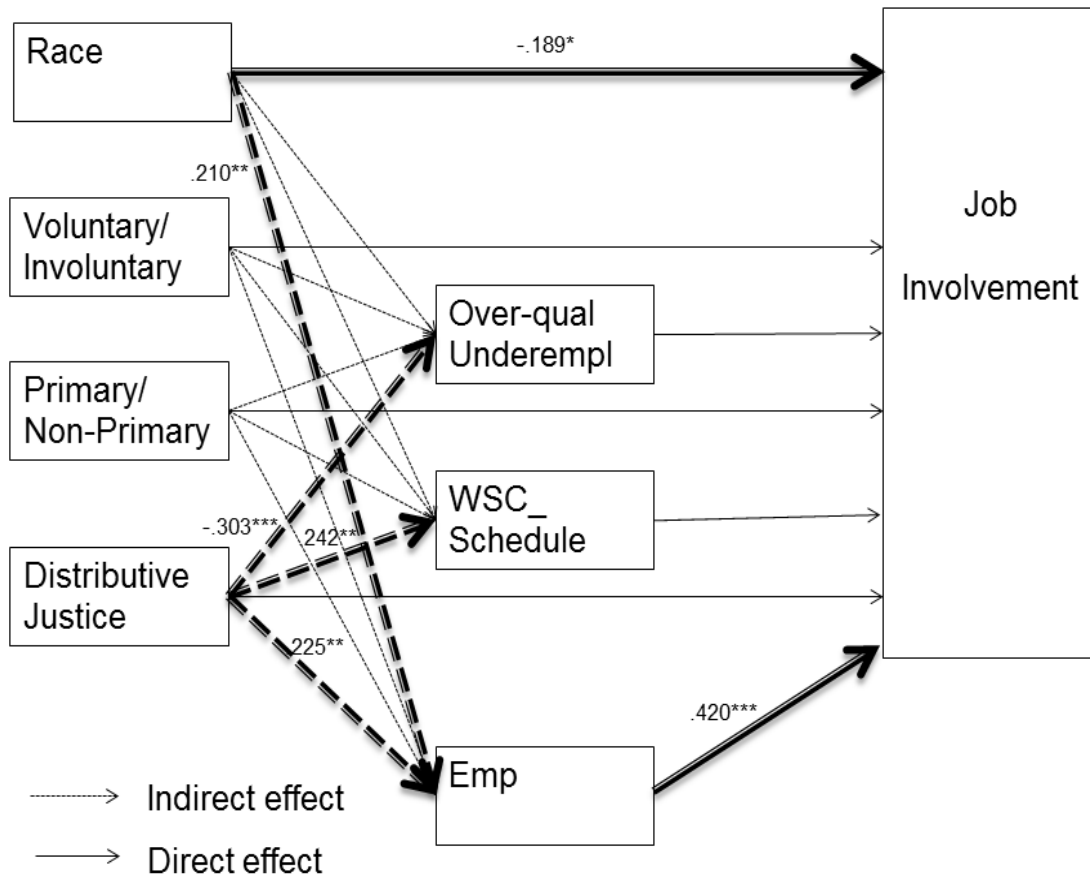 Race
-.189*
.210**
Voluntary/
Involuntary
Job
Involvement
Over-qual
Underempl
Primary/
Non-Primary
WSC_
Schedule
-.303***
.242**
Distributive
Justice
225**
.420***
Emp
Indirect effect
Direct effect